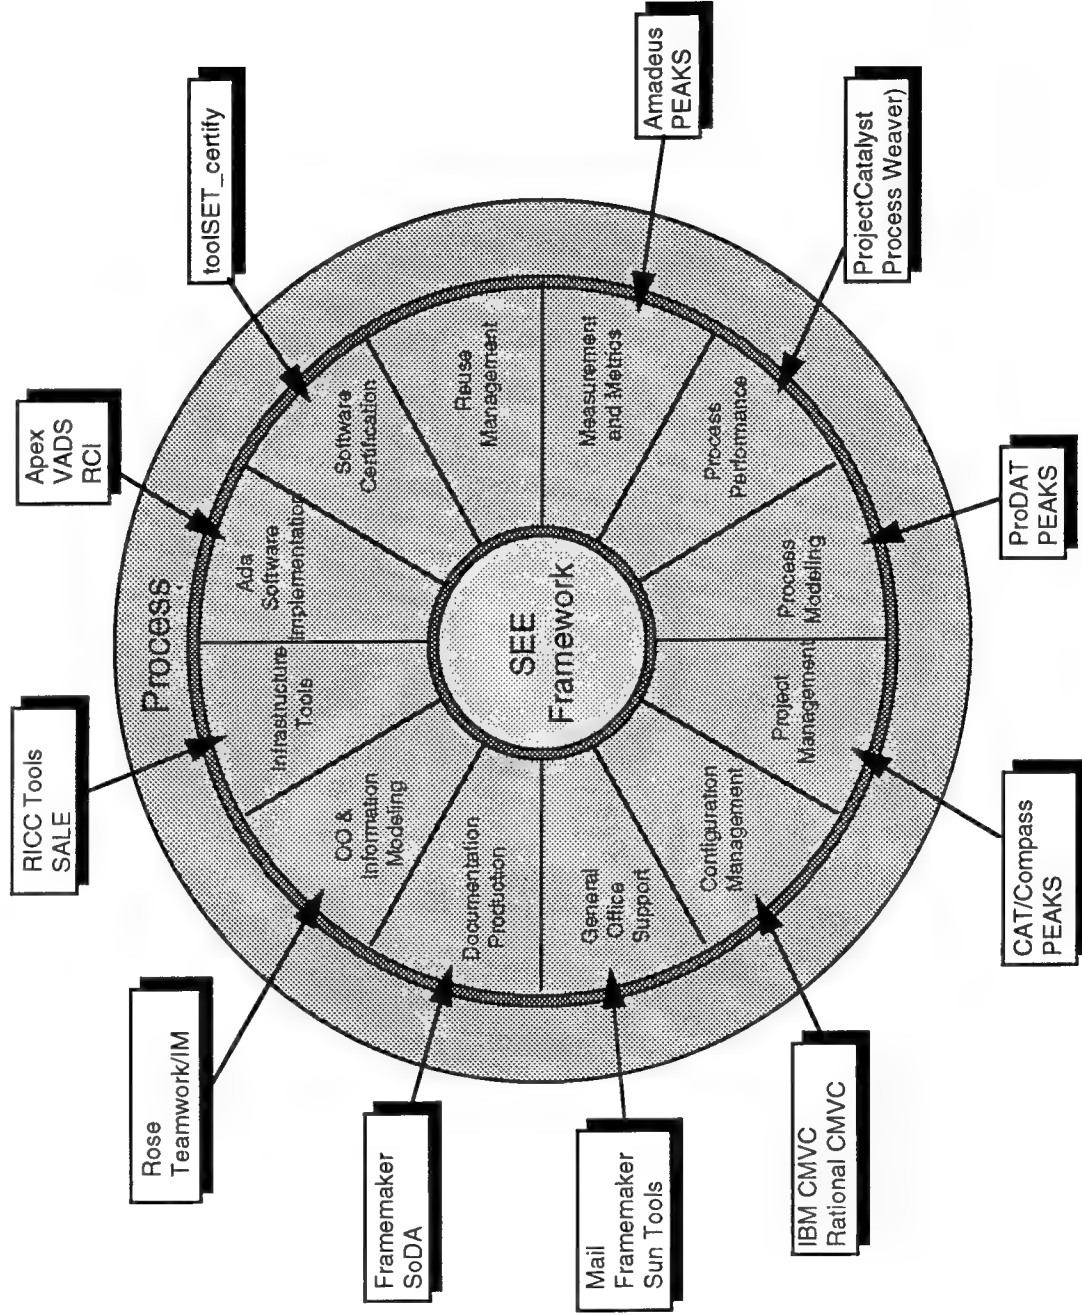 RICC Tools
SALE
Apex
VADS
RCI
Process
Rose
Teamwork/IM
toolSET_certify
Infrastructure
Tools
Ada
Software
Implementation
OO &
Information
Modeling
Software
Certification
Framemaker
SoDA
Documentation
Production
Reuse
Management
SEE
Framework
Mail
Framemaker
Sun Tools
General
Office
Support
Measurement
and Metrics
Amadeus
PEAKS
Configuration
Management
Process
Performance
IBM CMVC
Rational CMVC
Project
Management
Process
Modeling
ProjectCatalyst
Process Weaver)
CAT/Compass
PEAKS
ProDAT
PEAKS